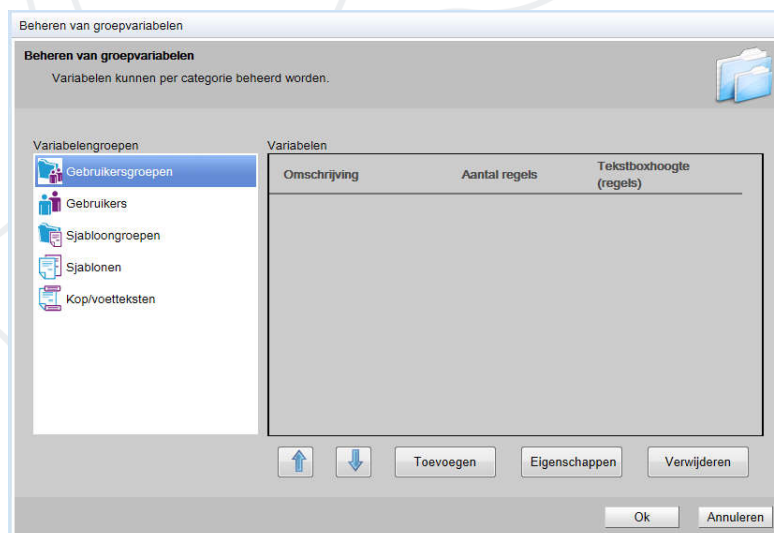 Beheren van groepvariabelen
Beheren van groepvariabelen
Variabelen kunnen per categorie beheerd worden.
Variabelengroepen
Variabelen
Gebruikersgroepen
Gebruikers
Sjabloongroepen
Sjablonen
Kop/voetteksten
Omschrijving
Aantal regels
Tekstboxhoogte
(regels)
Toevoegen
Eigenschappen
Verwijderen
Ok
Annuleren